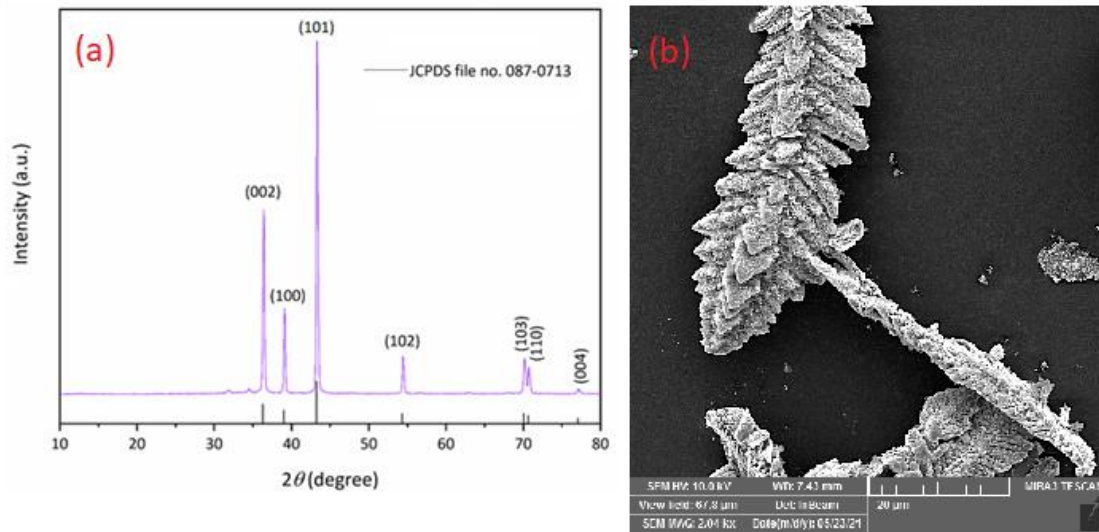 (a)
(101)
JCPDS file no. 087-0713
(002)
(100)
(102)
(103)
(110)
(004)
Intensity (a.u.)
10 20 30 40 50 60 70 80
2θ (degree)
(b)
SEM HV: 10.0 kV WD: 7.43 mm MIRA3 TESCAN
View field: 67.8 µm Det: InBeam 20 µm
SEM MAG: 2.04 kx Date(m/d/y): 05/23/21